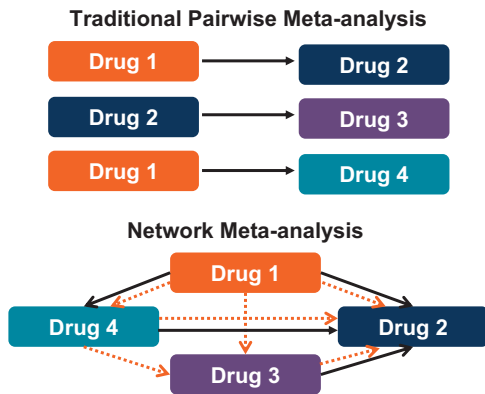 Traditional Pairwise Meta-analysis
Drug 1
Drug 2
Drug 2
Drug 3
Drug 1
Drug 4
Network Meta-analysis
Drug 1
Drug 4
Drug 2
Drug 3